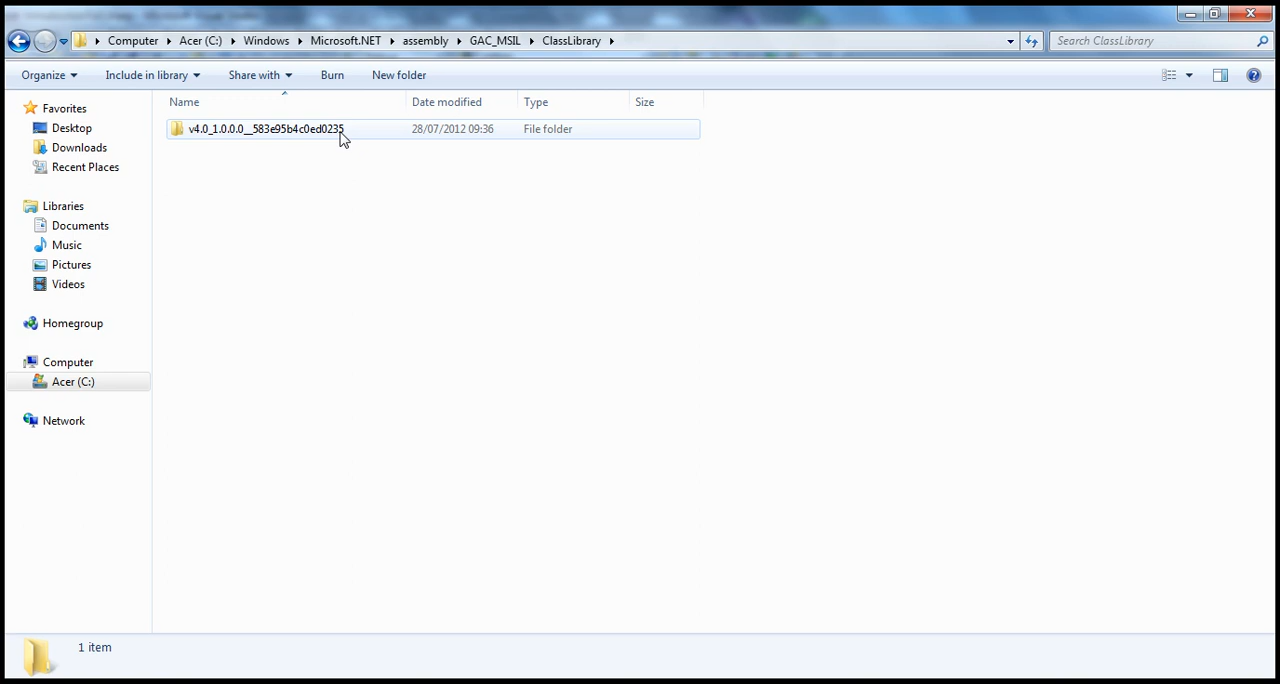 Computer Acer (C:) Windows Microsoft.NET assembly GAC_MSIL ClassLibrary Search ClassLibrary
Organize Include in library Share with Burn New folder
Name Date modified Type Size
v4.0_1.0.0.0__583e95b4c0ed0235 28/07/2012 09:36 File folder
Favorites
Desktop
Downloads
Recent Places
Libraries
Documents
Music
Pictures
Videos
Homegroup
Computer
Acer (C:)
Network
1 item